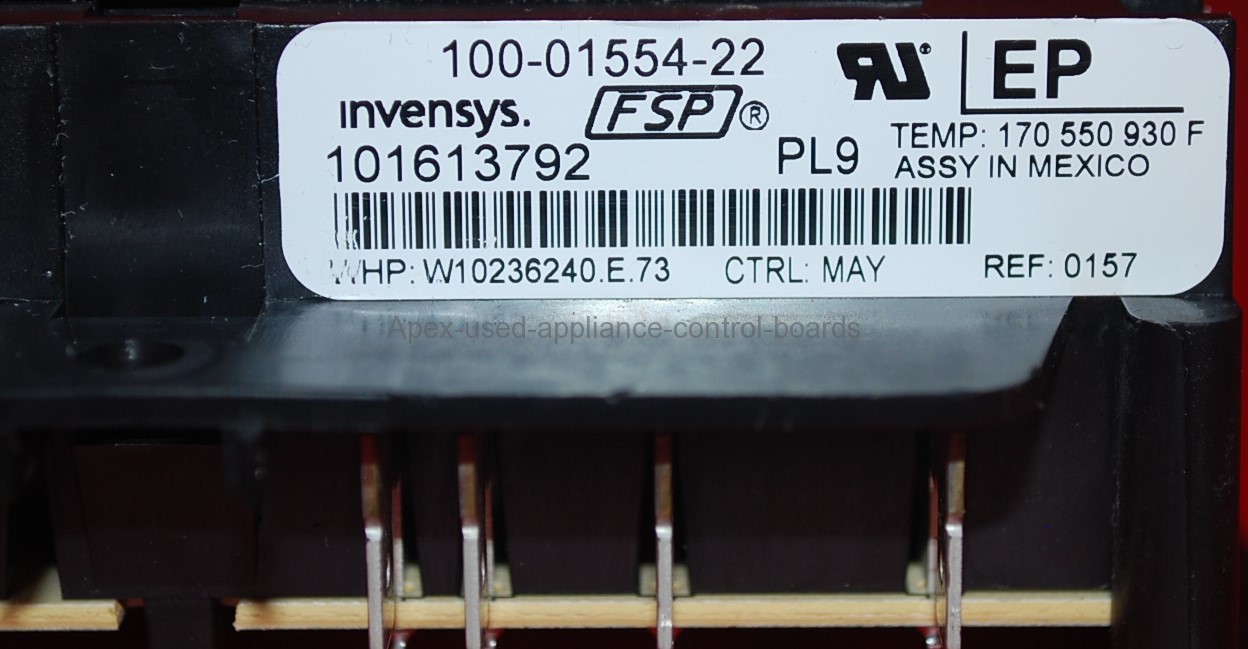 100-01554-22
invensys. FSP®
EP
101613792 PL9
TEMP: 170 550 930 F
ASSY IN MEXICO
WHP: W10236240.E.73 CTRL: MAY REF: 0157
Apex-used-appliance-control-boards